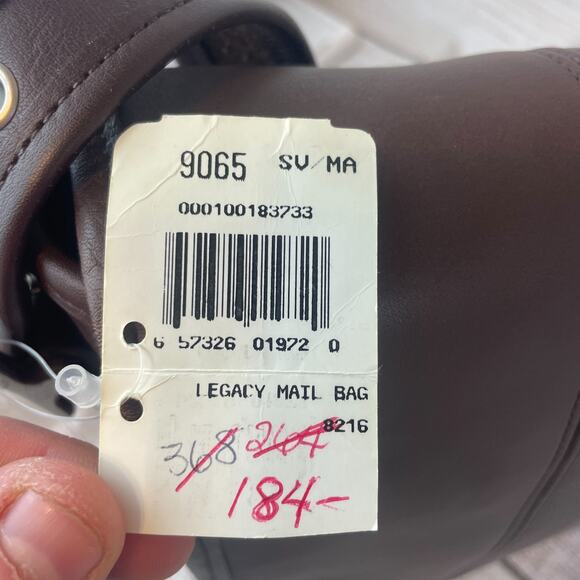 9065 SV/MA
000100183733
6 57326 01972 0
LEGACY MAIL BAG
8216
368 264
184-